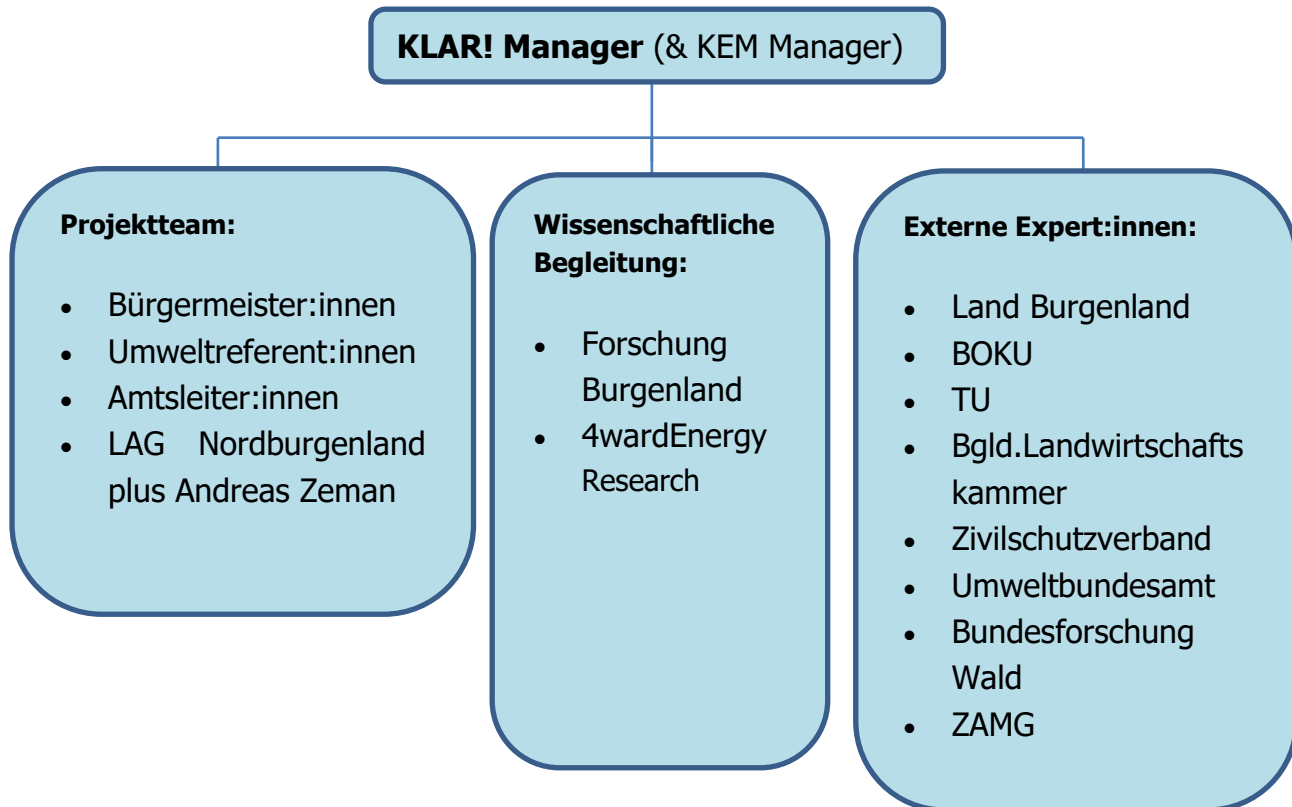 KLAR! Manager (& KEM Manager)
Projektteam:
• Bürgermeister:innen
• Umweltreferent:innen
• Amtsleiter:innen
• LAG Nordburgenland
plus Andreas Zeman
Wissenschaftliche
Begleitung:
• Forschung
Burgenland
• 4wardEnergy
Research
Externe Expert:innen:
• Land Burgenland
• BOKU
• TU
• Bgld.Landwirtschafts
kammer
• Zivilschutzverband
• Umweltbundesamt
• Bundesforschung
Wald
• ZAMG